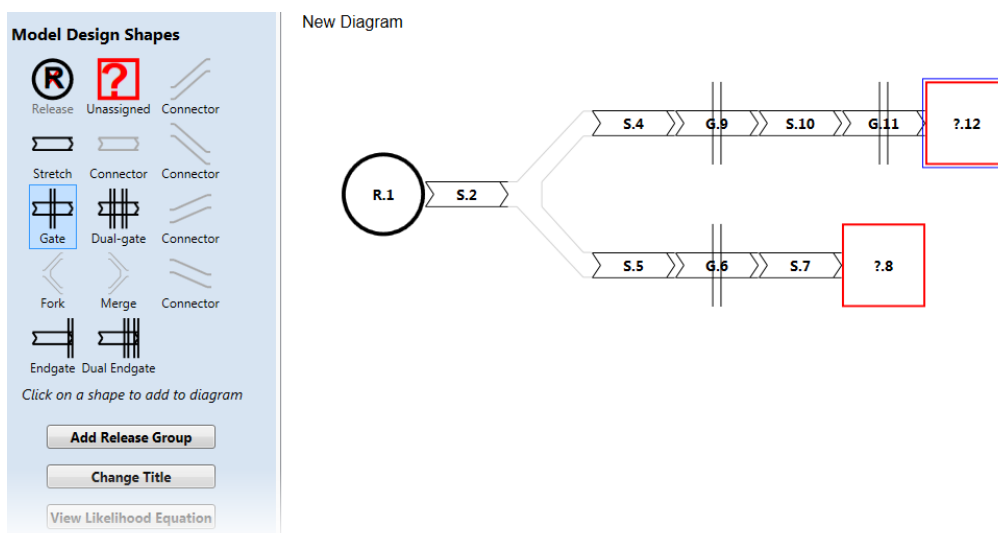 New Diagram
Model Design Shapes
R
?
Release Unassigned Connector
Stretch Connector Connector
Gate Dual-gate Connector
Fork Merge Connector
Endgate Dual Endgate
Click on a shape to add to diagram
Add Release Group
Change Title
View Likelihood Equation
S.4 G.9 S.10 G.11 ?.12
R.1 S.2
S.5 G.6 S.7 ?.8